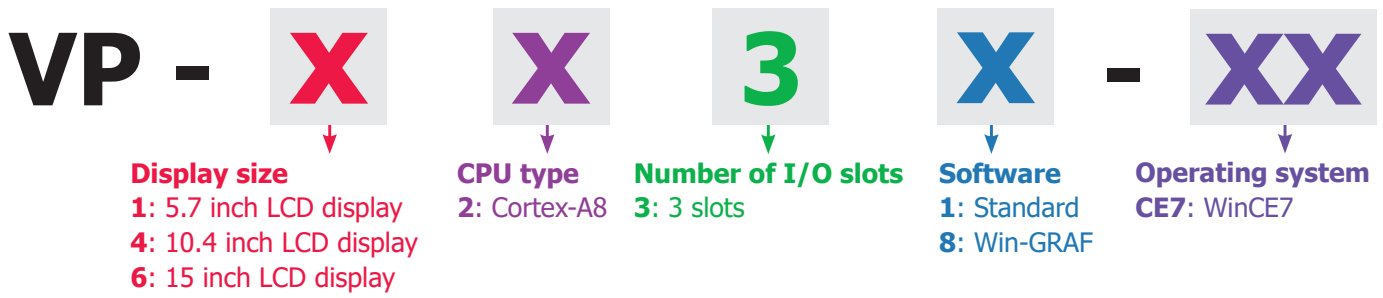 VP - X X 3 X - XX
Display size
1: 5.7 inch LCD display
4: 10.4 inch LCD display
6: 15 inch LCD display
CPU type
2: Cortex-A8
Number of I/O slots
3: 3 slots
Software
1: Standard
8: Win-GRAF
Operating system
CE7: WinCE7